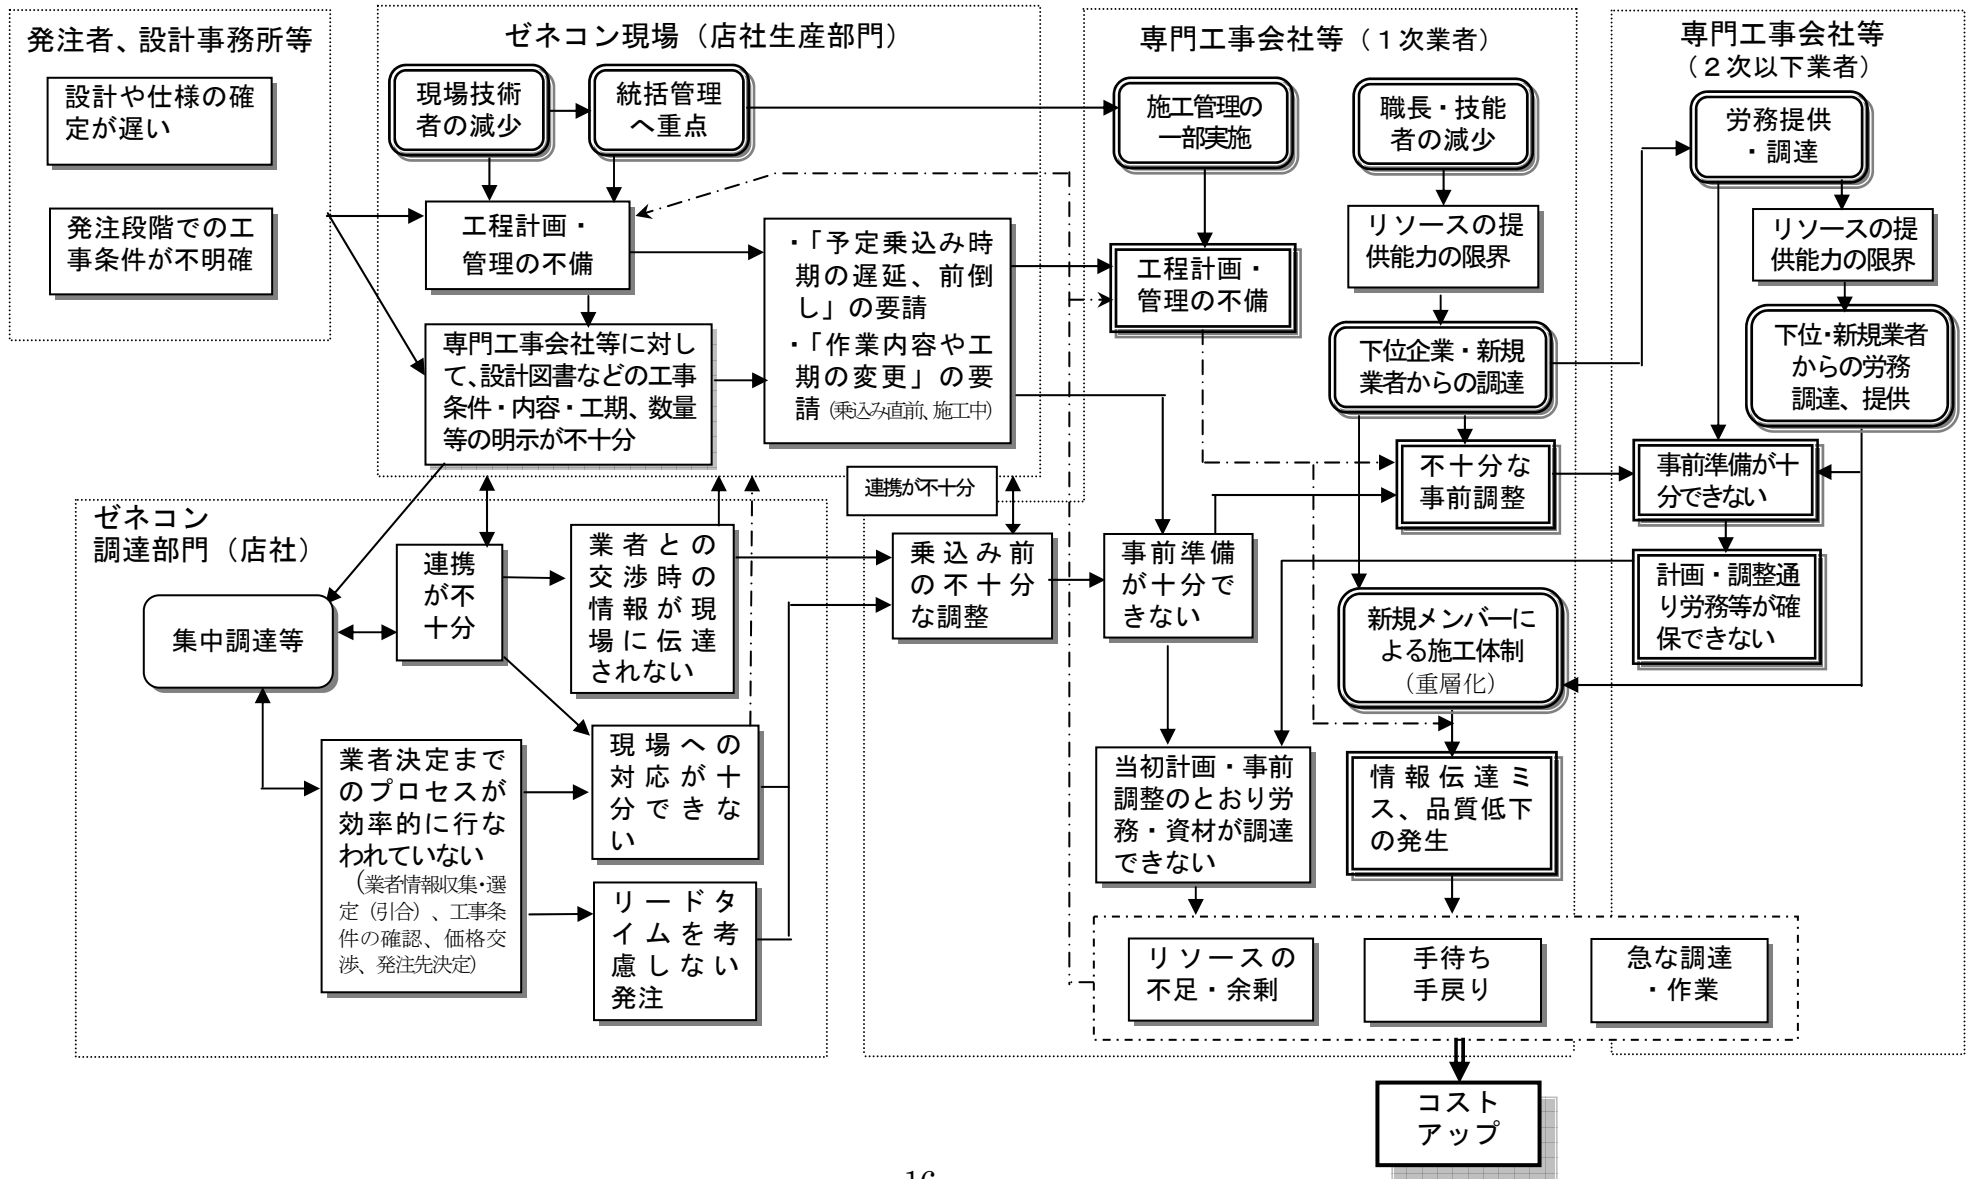 発注者、設計事務所等
設計や仕様の確
定が遅い
発注段階での工
事条件が不明確
ゼネコン現場（店社生産部門）
現場技術
者の減少
統括管理
へ重点
工程計画・
管理の不備
専門工事会社等に対し
て、設計図書などの工事
条件・内容・工期、数量
等の明示が不十分
・「予定乗込み時
期の遅延、前倒
し」の要請
・「作業内容や工
期の変更」の要
請（乗込み直前、施工中）
専門工事会社等（１次業者）
施工管理の
一部実施
職長・技能
者の減少
工程計画・
管理の不備
リソースの提
供能力の限界
下位企業・新規
業者からの調達
不十分な
事前調整
専門工事会社等
（２次以下業者）
労務提供
・調達
リソースの提
供能力の限界
下位・新規業者
からの労務
調達、提供
事前準備が十
分できない
計画・調整通
り労務等が確
保できない
ゼネコン
調達部門（店社）
集中調達等
連携
が不
十分
業者との
交渉時の
情報が現
場に伝達
されない
現場への
対応が十
分できな
い
業者決定まで
のプロセスが
効率的に行な
われていない
（業者情報収集・選
定（引合）、工事条
件の確認、価格交
渉、発注先決定）
リードタ
イムを考
慮しない
発注
連携が不十分
乗込み前
の不十分
な調整
事前準備
が十分で
きない
新規メンバーに
よる施工体制
（重層化）
当初計画・事前
調整のとおり労
務・資材が調達
できない
情報伝達ミ
ス、品質低下
の発生
リソースの
不足・余剰
手待ち
手戻り
急な調達
・作業
コスト
アップ
16